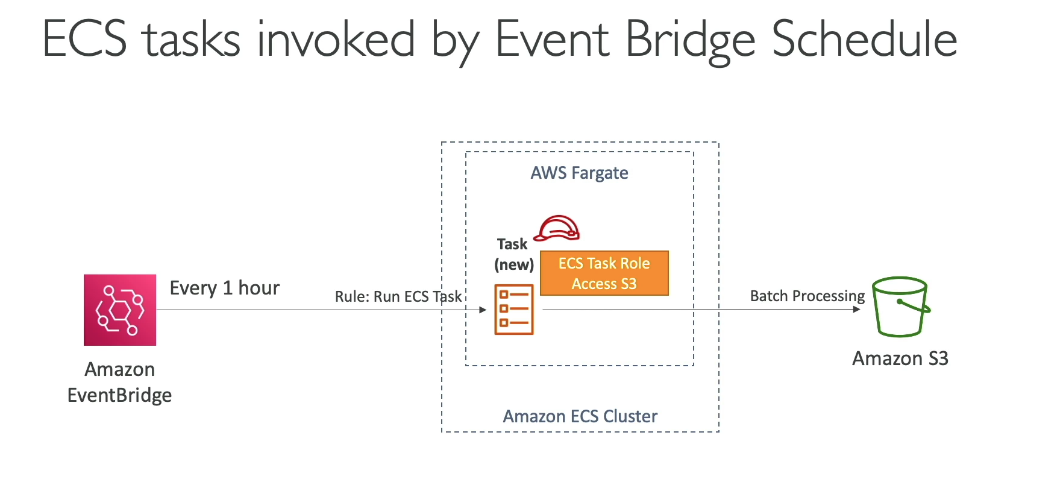 ECS tasks invoked by Event Bridge Schedule
AWS Fargate
Task
(new)
ECS Task Role
Access S3
Every 1 hour
Rule: Run ECS Task
Batch Processing
Amazon
EventBridge
Amazon S3
Amazon ECS Cluster